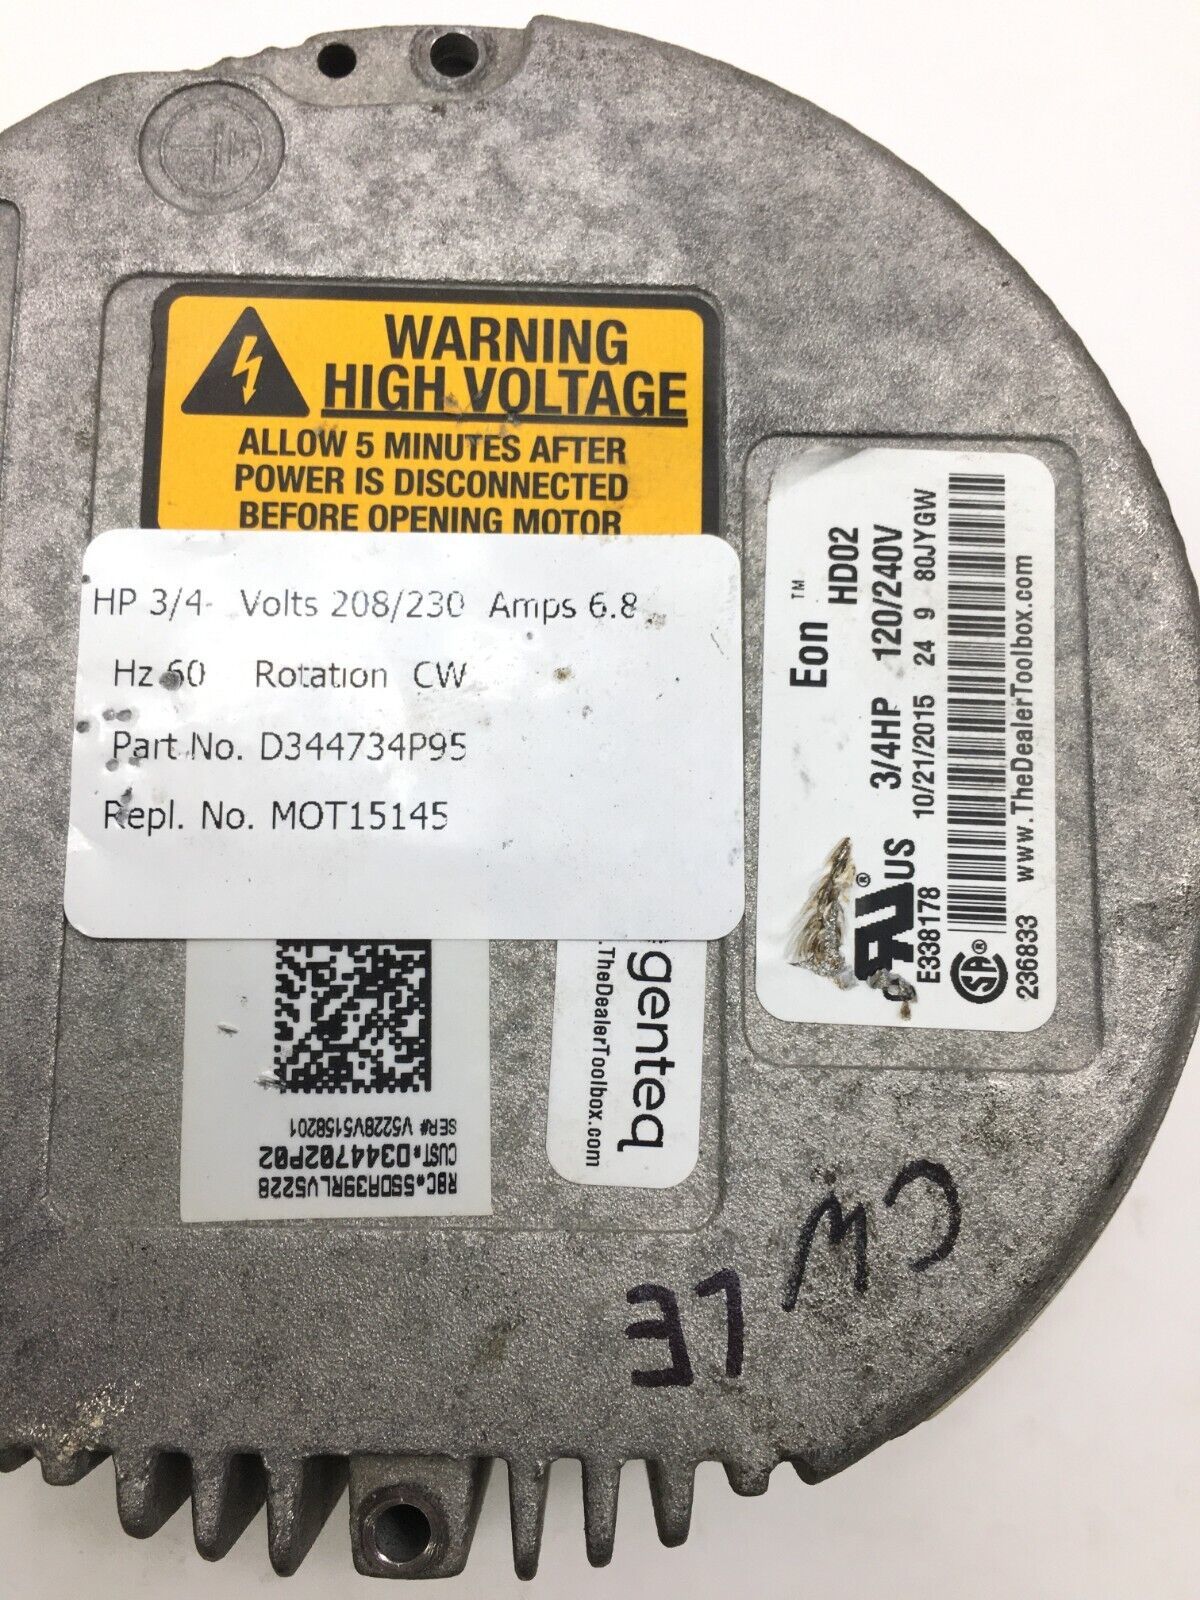 WARNING
HIGH VOLTAGE
ALLOW 5 MINUTES AFTER
POWER IS DISCONNECTED
BEFORE OPENING MOTOR
HP 3/4- Volts 208/230 Amps 6.8
Hz 60 Rotation CW
Part No. D344734P95
Repl. No. MOT15145
Eon ™ HD02
3/4HP 120/240V
10/21/2015 24 9 80JYGW
www.TheDealerToolbox.com
US
®
E338178
SA®
236833
genteq
.TheDealerToolbox.com
RBC*SSDA39RLV5228
CUST*D344702P02
SER# V5228V5158201
CW
LE